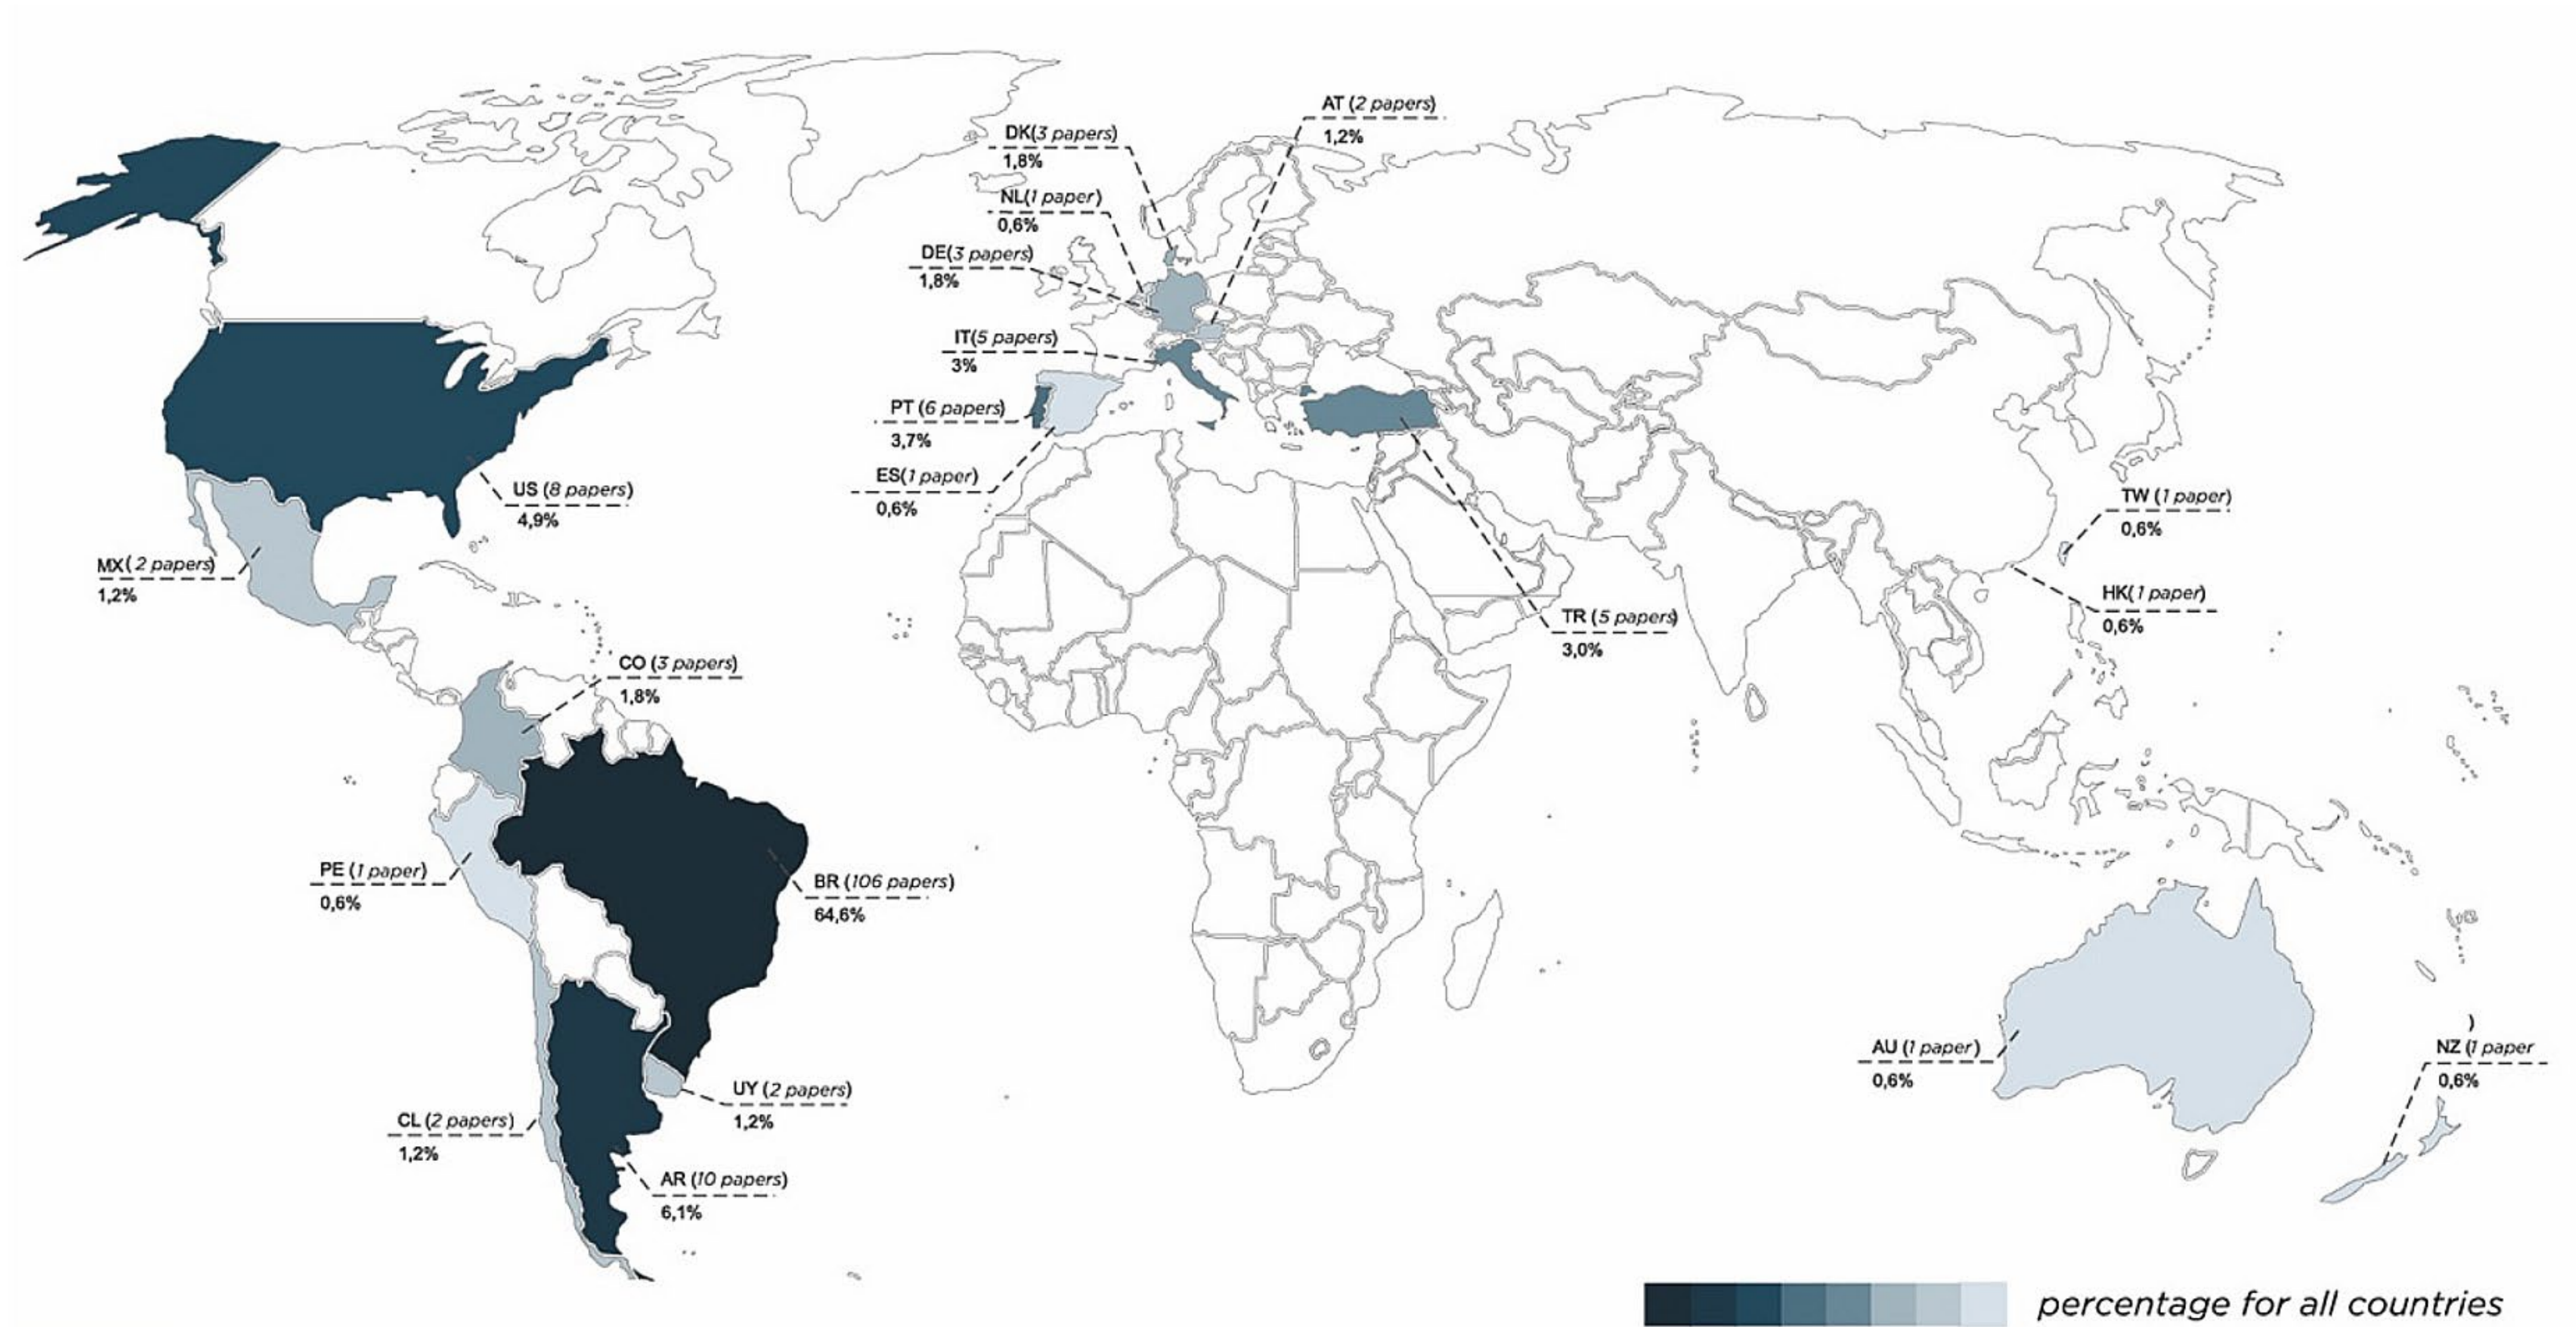 AT (2 papers)
1,2%
DK(3 papers)
1,8%
NL(1 paper)
0,6%
DE(3 papers)
1,8%
IT(5 papers)
3%
PT (6 papers)
3,7%
ES(1 paper)
0,6%
US (8 papers)
4,9%
MX( 2 papers)
1,2%
TW (1 paper)
0,6%
HK(1 paper)
0,6%
TR (5 papers)
3,0%
CO (3 papers)
1,8%
PE (1 paper)
0,6%
BR (106 papers)
64,6%
AU (1 paper)
0,6%
)
NZ (1 paper
0,6%
UY (2 papers)
1,2%
CL (2 papers)
1,2%
AR (10 papers)
6,1%
percentage for all countries